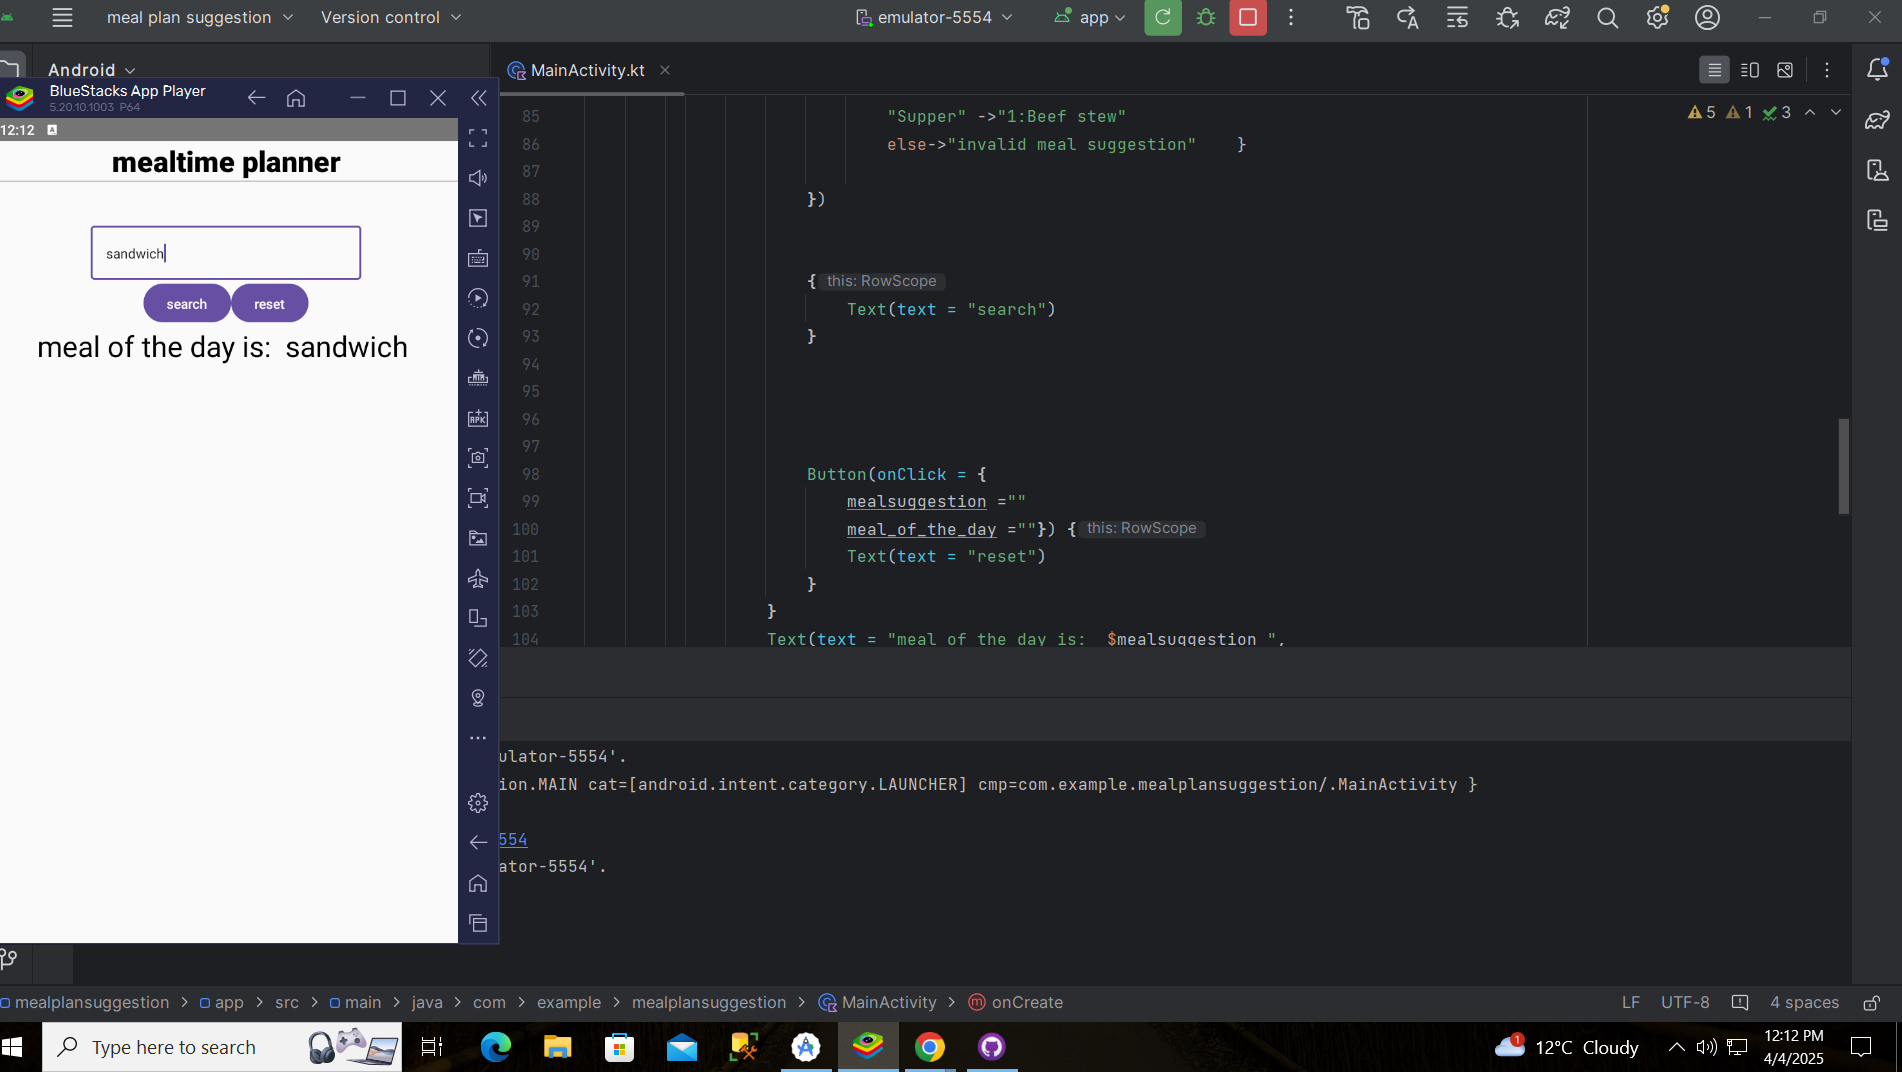 meal plan suggestion
Version control
emulator-5554
app
Android
MainActivity.kt
BlueStacks App Player
5.20.10.1003 P64
12:12
A
mealtime planner
sandwich
search
reset
meal of the day is:  sandwich
5
1
3
85 "Supper" ->"1:Beef stew"
86 else->"invalid meal suggestion"    }
87
88 })
89
90
91 { this: RowScope
92 Text(text = "search")
93 }
94
95
96
97
98 Button(onClick = {
99 mealsuggestion =""
100 meal_of_the_day =""}) { this: RowScope
101 Text(text = "reset")
102 }
103 }
104 Text(text = "meal of the day is:  $mealsuggestion ",
APK
ulator-5554'.
ion.MAIN cat=[android.intent.category.LAUNCHER] cmp=com.example.mealplansuggestion/.MainActivity }
554
ator-5554'.
mealplansuggestion > app > src > main > java > com > example > mealplansuggestion > MainActivity > onCreate
LF
UTF-8
4 spaces
Type here to search
1
12°C Cloudy
12:12 PM
4/4/2025